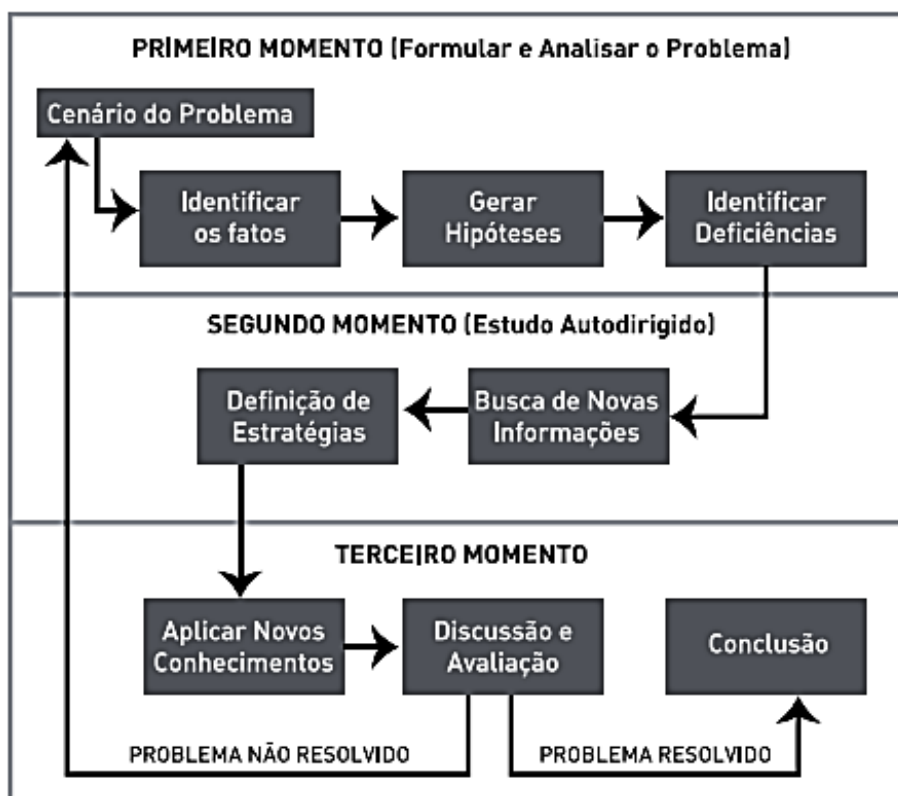 PRIMEIRO MOMENTO (Formular e Analisar o Problema)
Cenário do Problema
Identificar
os fatos
Gerar
Hipóteses
Identificar
Deficiências
SEGUNDO MOMENTO (Estudo Autodirigido)
Busca de Novas
Informações
Definição de
Estratégias
TERCEIRO MOMENTO
Aplicar Novos
Conhecimentos
Discussão e
Avaliação
Conclusão
PROBLEMA NÃO RESOLVIDO
PROBLEMA RESOLVIDO